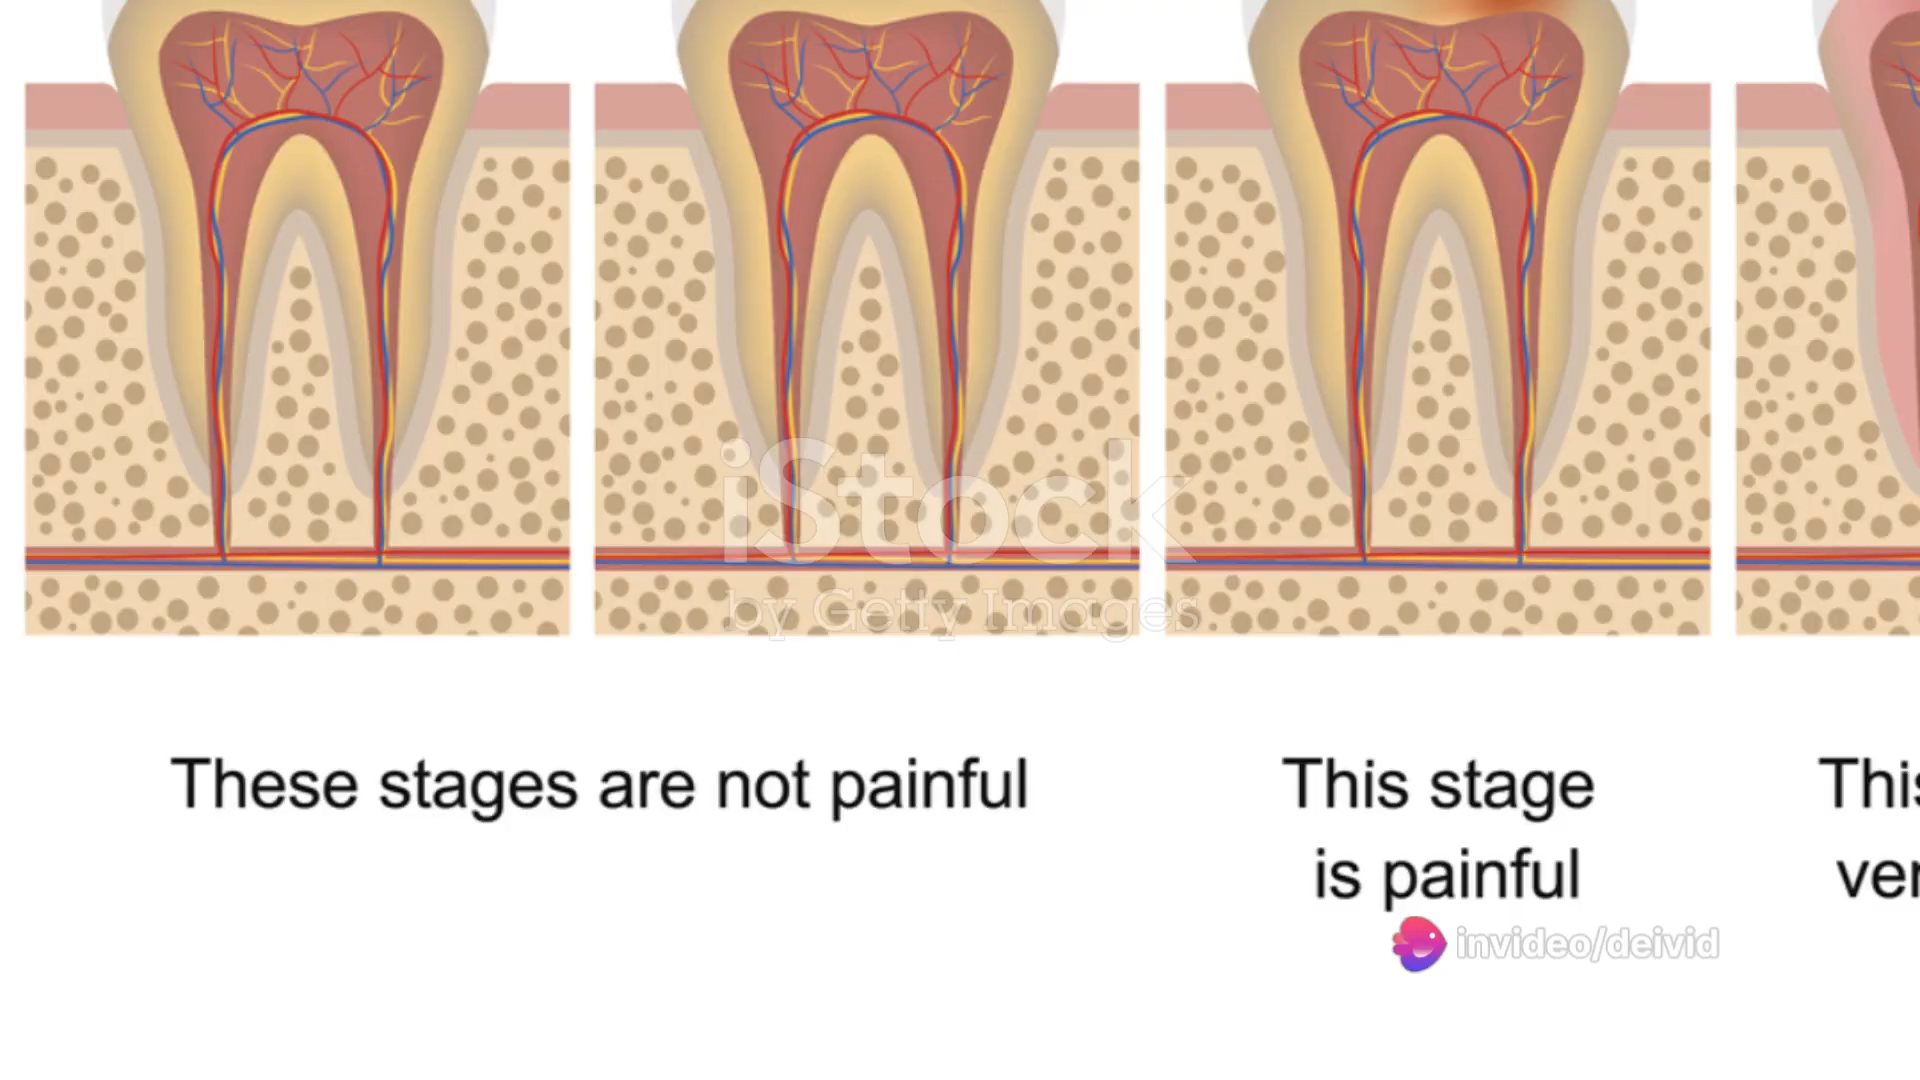 iStock
by Getty Images
These stages are not painful
This stage
is painful
invideo/deivid